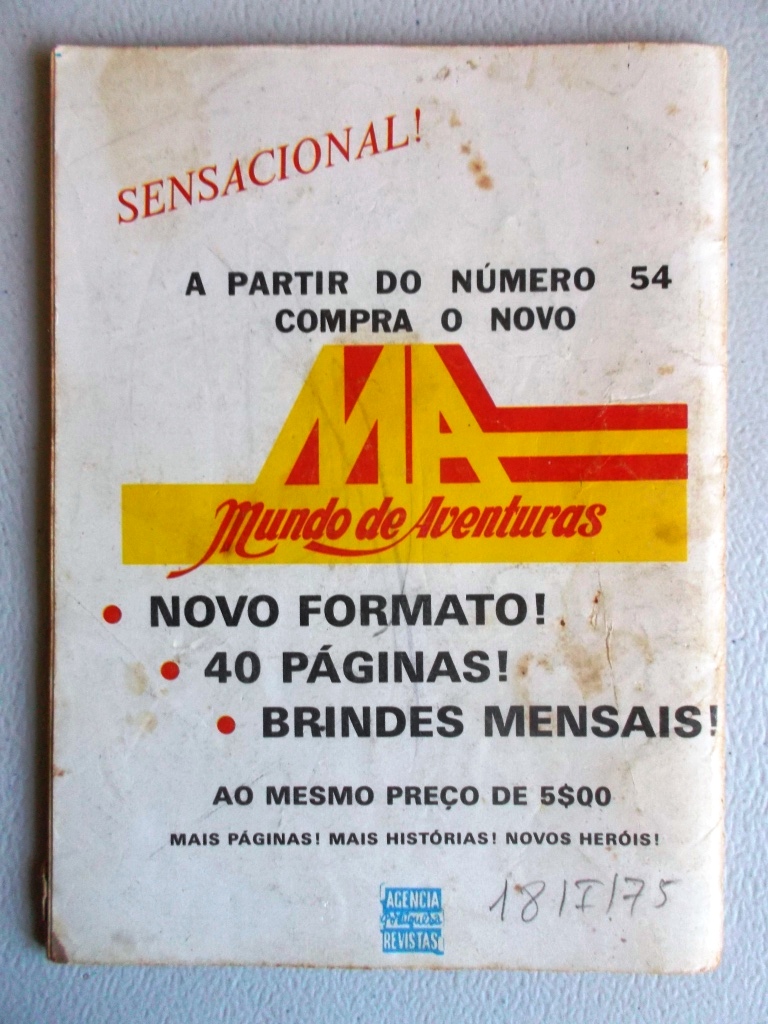 SENSACIONAL!
A PARTIR DO NÚMERO 54
COMPRA O NOVO
MA
Mundo de Aventuras
• NOVO FORMATO!
• 40 PÁGINAS!
• BRINDES MENSAIS!
AO MESMO PREÇO DE 5$00
MAIS PÁGINAS! MAIS HISTÓRIAS! NOVOS HERÓIS!
AGENCIA
Portuguesa
REVISTAS
18/I/75